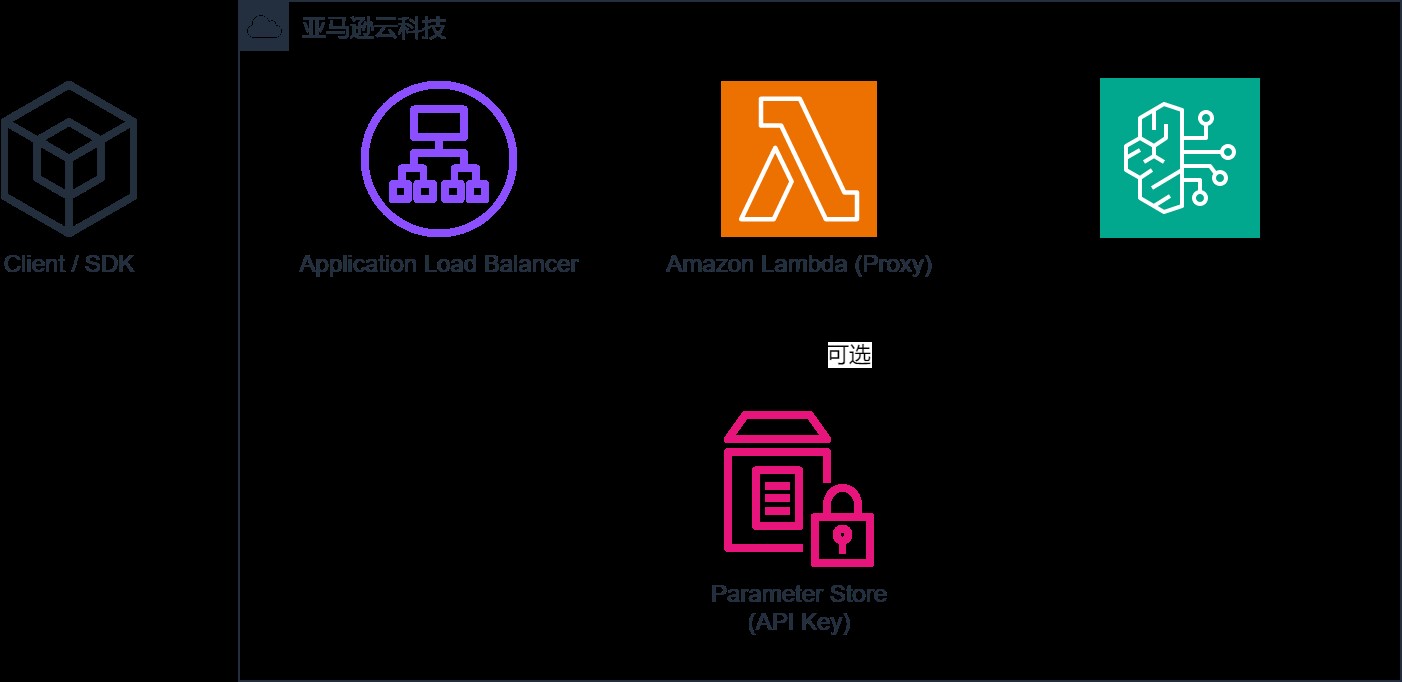 亚马逊云科技
Client / SDK
Application Load Balancer
Amazon Lambda (Proxy)
可选
Parameter Store
(API Key)